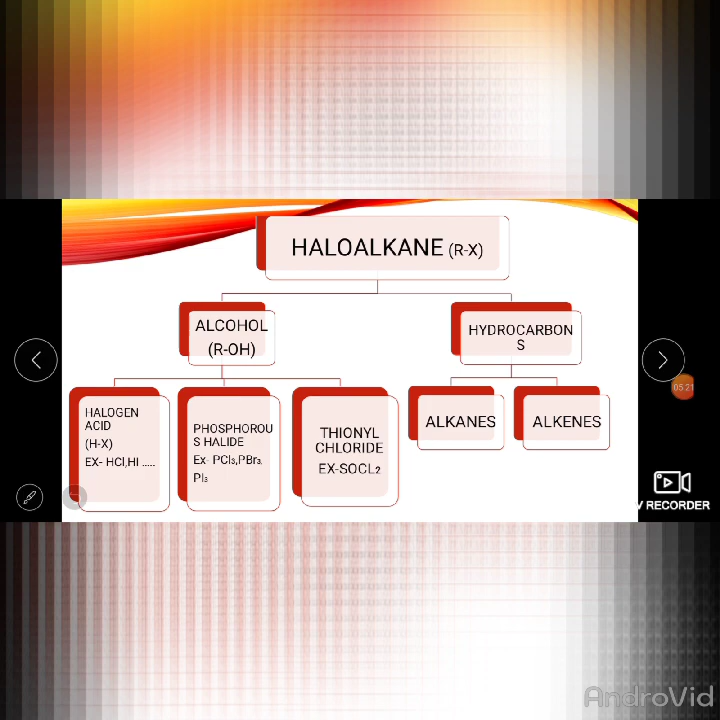 HALOALKANE (R-X)
ALCOHOL
(R-OH)
HYDROCARBON
S
HALOGEN
ACID
(H-X)
EX- HCl,HI .....
PHOSPHOROU
S HALIDE
Ex- PCl₃,PBr₃,
PI₃
THIONYL
CHLORIDE
EX-SOCL₂
ALKANES
ALKENES
05:21
V RECORDER
AndroVid